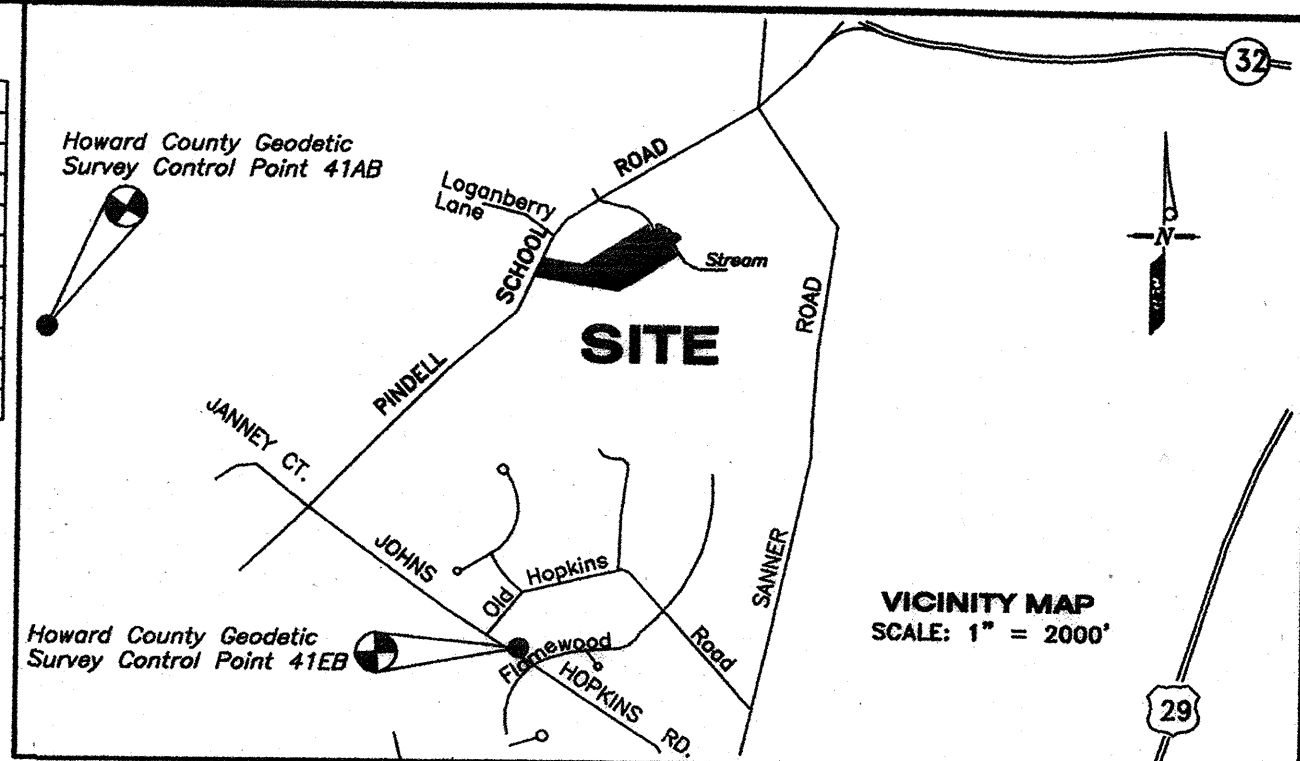 32
Howard County Geodetic
Survey Control Point 41AB
ROAD
Loganberry
Lane
SCHOOL
Stream
N
SITE
ROAD
PINDELL
JANNEY CT.
JOHNS
Hopkins
Old
SANNER
VICINITY MAP
SCALE: 1" = 2000'
Howard County Geodetic
Survey Control Point 41EB
Flamewood
Road
HOPKINS
RD.
29